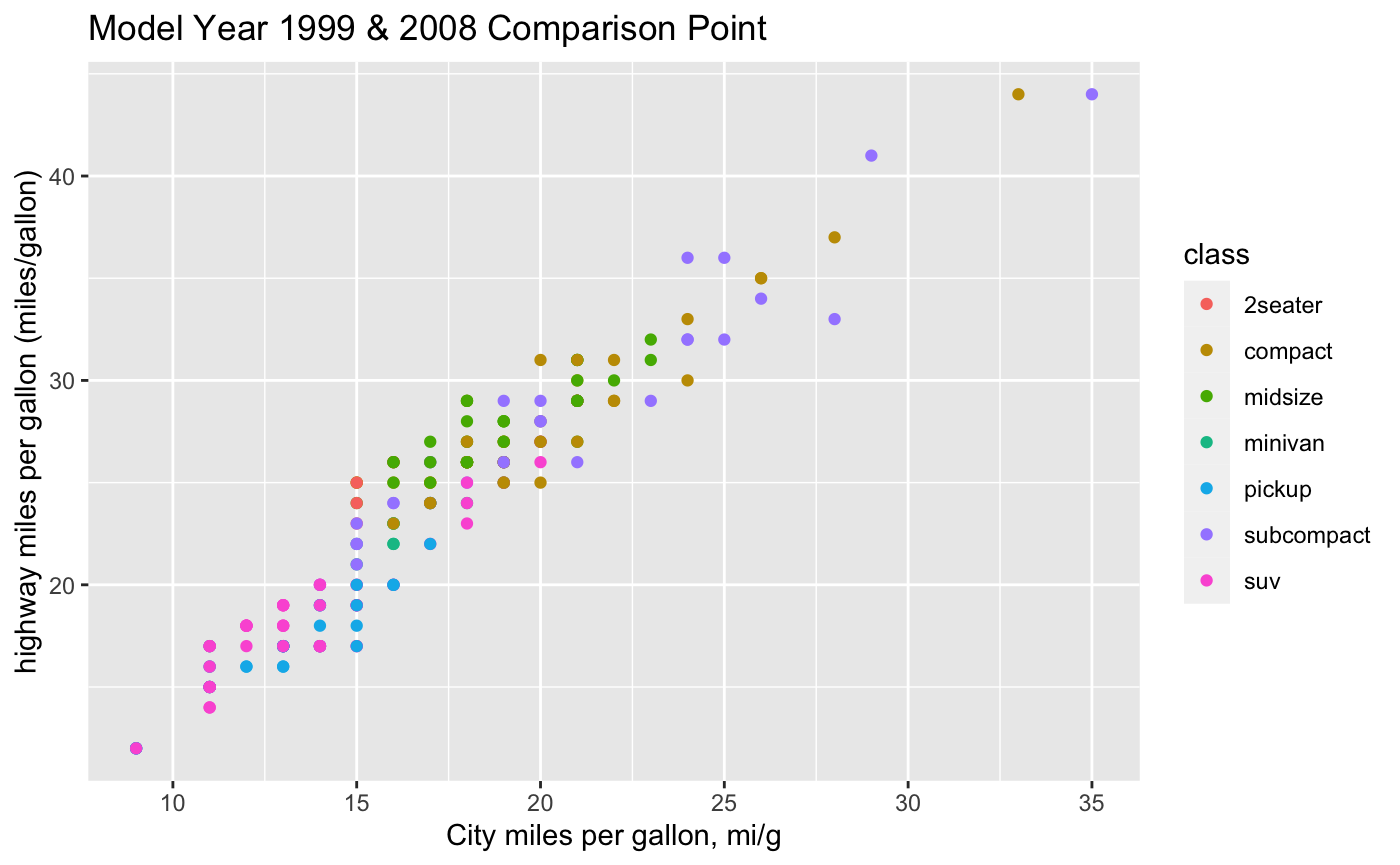 Model Year 1999 & 2008 Comparison Point
highway miles per gallon (miles/gallon)
40
30
20
10
15
20
25
30
35
City miles per gallon, mi/g
class
2seater
compact
midsize
minivan
pickup
subcompact
suv